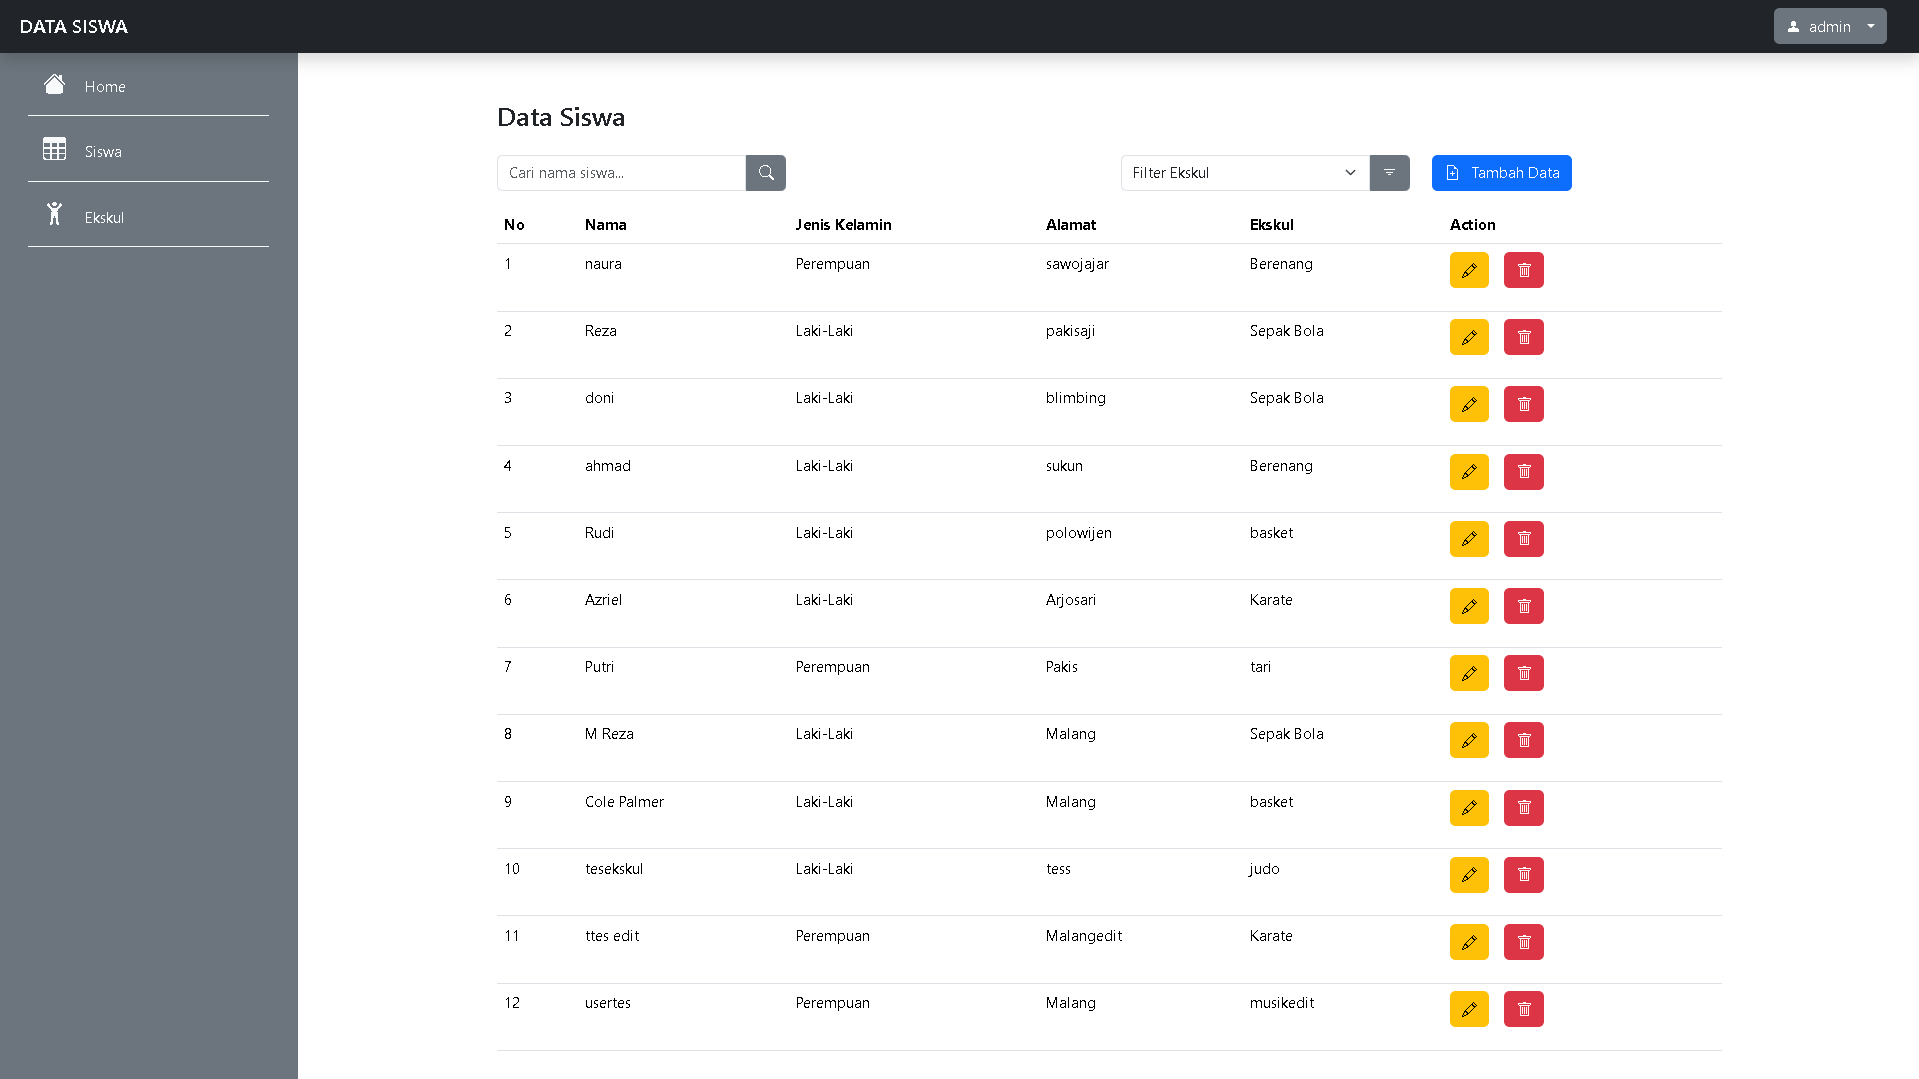 DATA SISWA
admin
Home
Siswa
Ekskul
Data Siswa
Cari nama siswa...
Filter Ekskul
Tambah Data
No Nama Jenis Kelamin Alamat Ekskul Action
1 naura Perempuan sawojajar Berenang
2 Reza Laki-Laki pakisaji Sepak Bola
3 doni Laki-Laki blimbing Sepak Bola
4 ahmad Laki-Laki sukun Berenang
5 Rudi Laki-Laki polowijen basket
6 Azriel Laki-Laki Arjosari Karate
7 Putri Perempuan Pakis tari
8 M Reza Laki-Laki Malang Sepak Bola
9 Cole Palmer Laki-Laki Malang basket
10 tesekskul Laki-Laki tess judo
11 ttes edit Perempuan Malangedit Karate
12 usertes Perempuan Malang musikedit